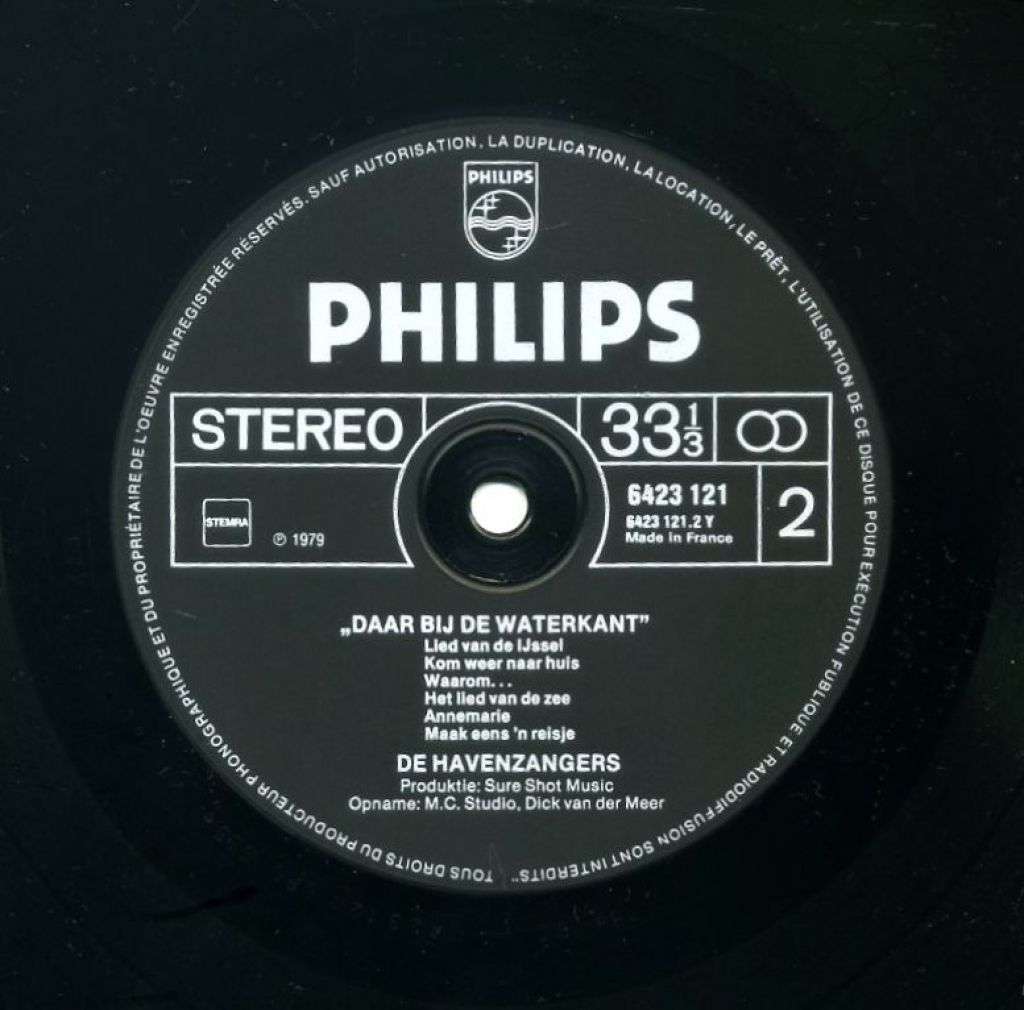 TOUS DROITS DU PRODUCTEUR PHONOGRAPHIQUE ET DU PROPRIÉTAIRE DE L'OEUVRE ENREGISTRÉE RÉSERVÉS. SAUF AUTORISATION, LA DUPLICATION, LA LOCATION, LE PRÊT, L'UTILISATION DE CE DISQUE POUR EXÉCUTION PUBLIQUE ET RADIODIFFUSION SONT INTERDITS"
PHILIPS
PHILIPS
STEREO
33 1/3
STEMRA
℗ 1979
6423 121
6423 121.2 Y
Made in France
2
„DAAR BIJ DE WATERKANT”
Lied van de IJssel
Kom weer naar huis
Waarom...
Het lied van de zee
Annemarie
Maak eens 'n reisje
DE HAVENZANGERS
Produktie: Sure Shot Music
Opname: M.C. Studio, Dick van der Meer